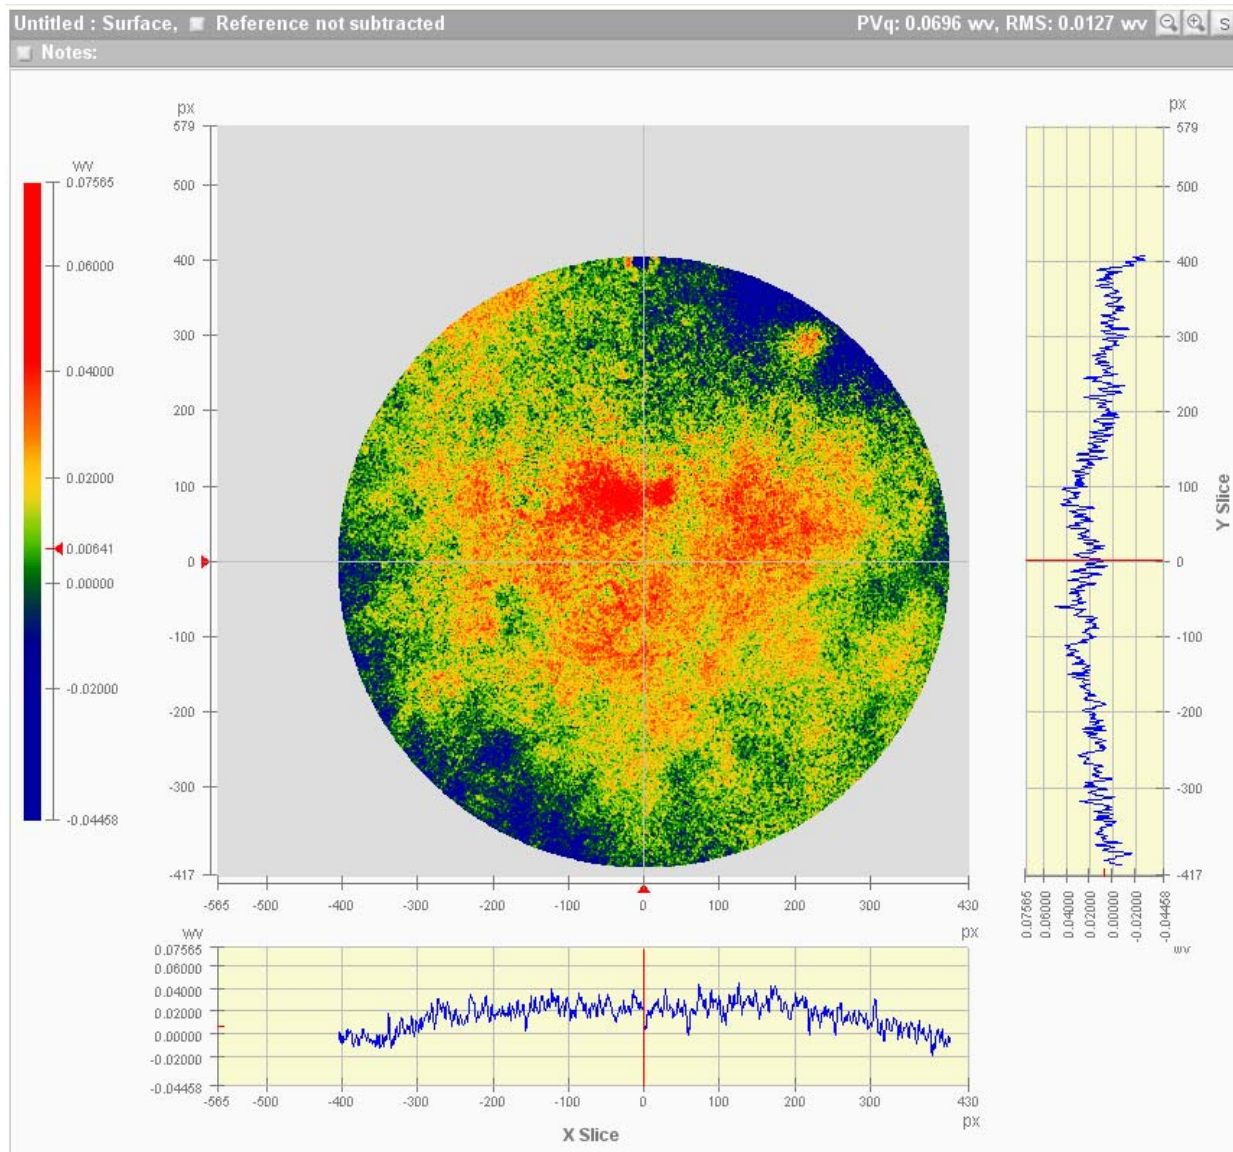 Untitled : Surface, Reference not subtracted PVq: 0.0696 wv, RMS: 0.0127 wv S
Notes:
px
579
500
400
300
200
100
0
-100
-200
-300
-417
-565 -500 -400 -300 -200 -100 0 100 200 300 430
px
wv
0.07565
0.06000
0.04000
0.02000
0.00641
0.00000
-0.02000
-0.04458
px
579
500
400
300
200
100
0
-100
-200
-300
-417
Y Slice
0.07565 0.06000 0.04000 0.02000 0.00000 -0.02000 -0.04458
wv
wv
0.07565
0.06000
0.04000
0.02000
0.00000
-0.02000
-0.04458
-565 -500 -400 -300 -200 -100 0 100 200 300 430
px
X Slice